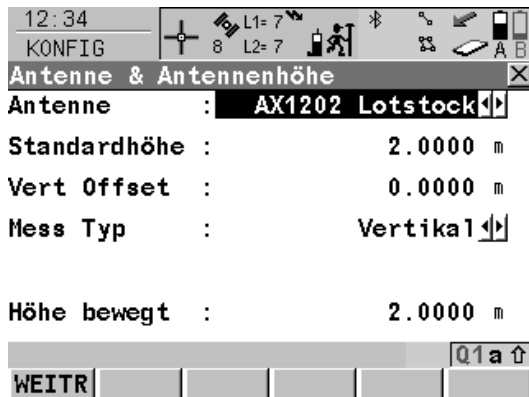 12:34
KONFIG
8
L1= 7
L2= 7
A B
Antenne & Antennenhöhe
Antenne : AX1202 Lotstock
Standardhöhe : 2.0000 m
Vert Offset : 0.0000 m
Mess Typ : Vertikal
Höhe bewegt : 2.0000 m
Q1 a
WEITR